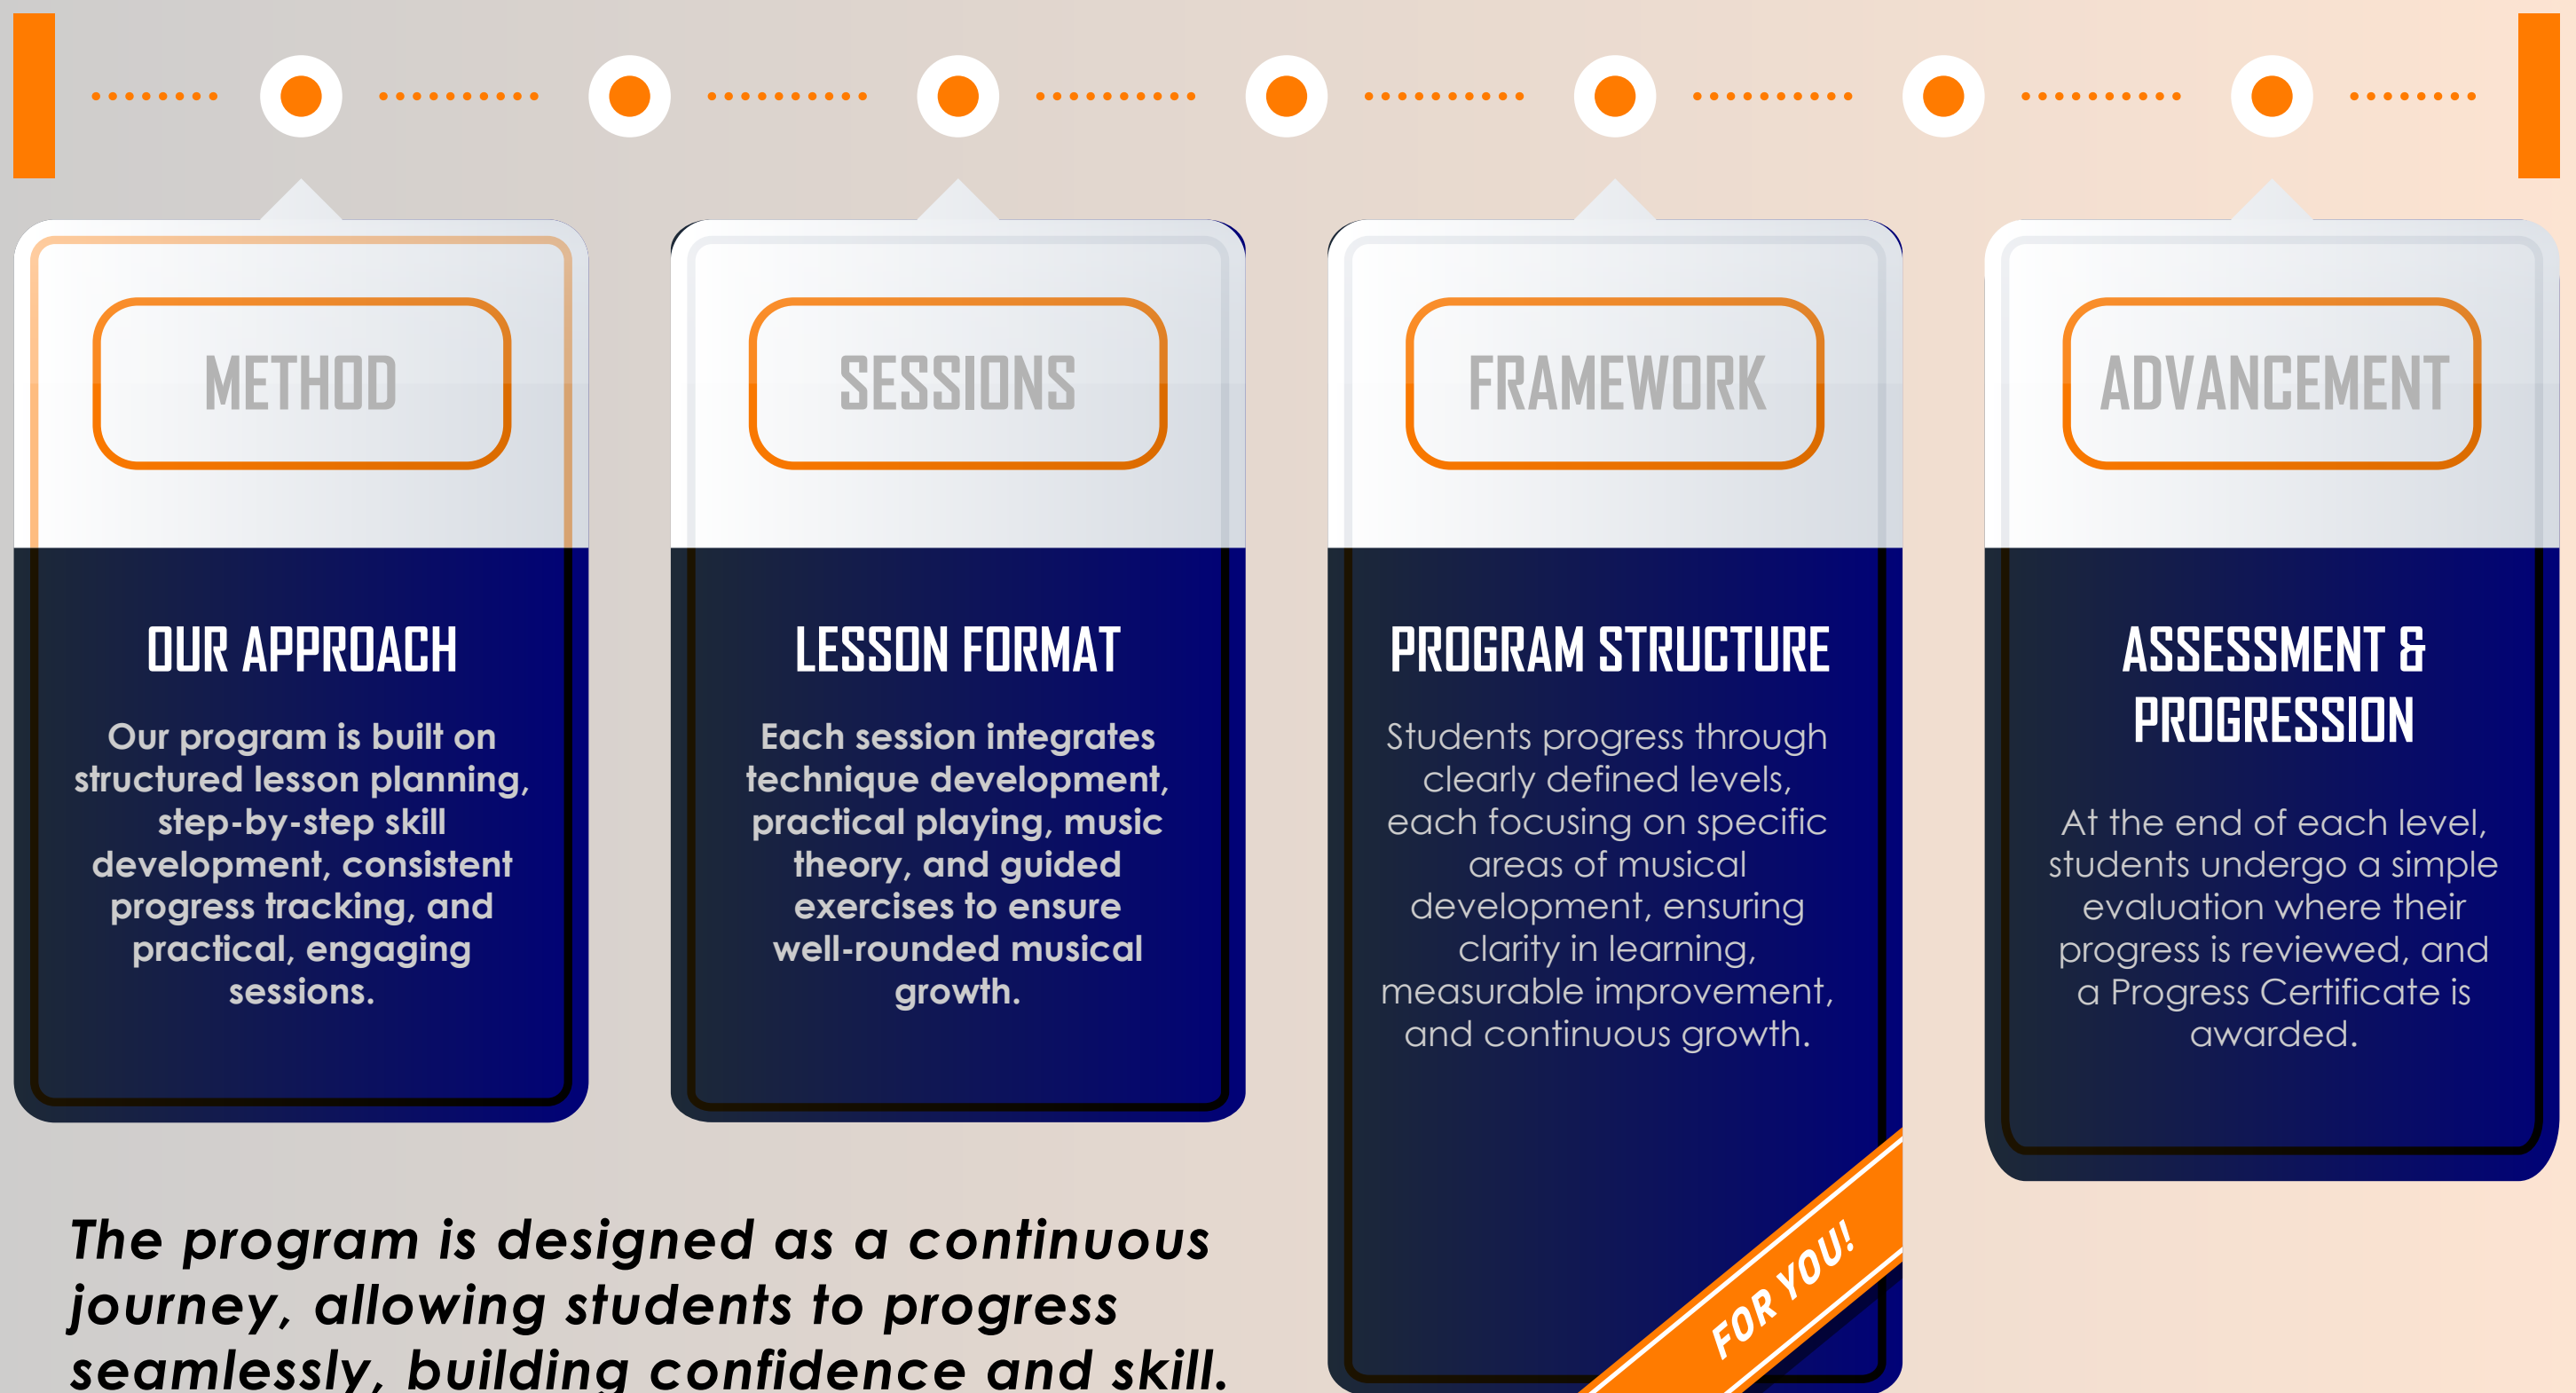 METHOD
OUR APPROACH
Our program is built on
structured lesson planning,
step-by-step skill
development, consistent
progress tracking, and
practical, engaging
sessions.
SESSIONS
LESSON FORMAT
Each session integrates
technique development,
practical playing, music
theory, and guided
exercises to ensure
well-rounded musical
growth.
FRAMEWORK
PROGRAM STRUCTURE
Students progress through
clearly defined levels,
each focusing on specific
areas of musical
development, ensuring
clarity in learning,
measurable improvement,
and continuous growth.
FOR YOU!
ADVANCEMENT
ASSESSMENT &
PROGRESSION
At the end of each level,
students undergo a simple
evaluation where their
progress is reviewed, and
a Progress Certificate is
awarded.
The program is designed as a continuous
journey, allowing students to progress
seamlessly, building confidence and skill.